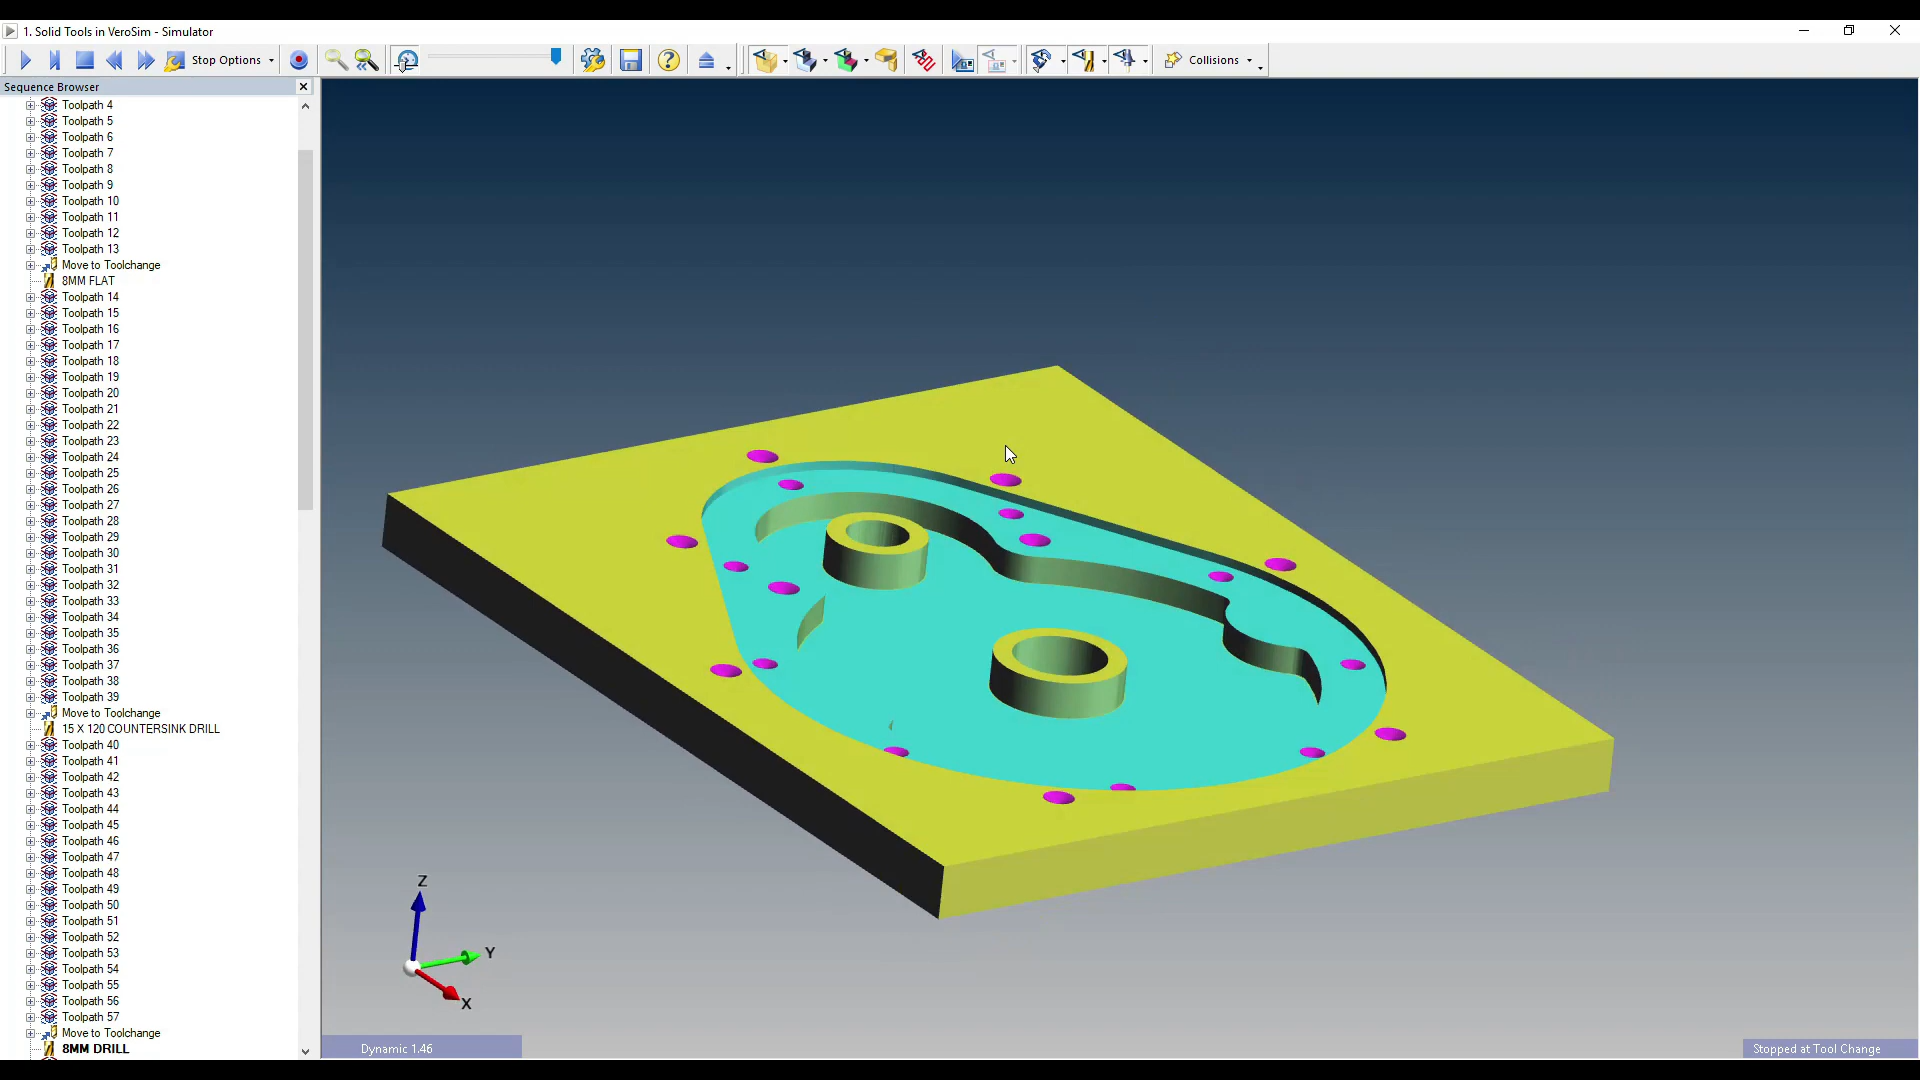 1. Solid Tools in VeroSim - Simulator
Stop Options
Collisions
Sequence Browser
Toolpath 4
Toolpath 5
Toolpath 6
Toolpath 7
Toolpath 8
Toolpath 9
Toolpath 10
Toolpath 11
Toolpath 12
Toolpath 13
Move to Toolchange
8MM FLAT
Toolpath 14
Toolpath 15
Toolpath 16
Toolpath 17
Toolpath 18
Toolpath 19
Toolpath 20
Toolpath 21
Toolpath 22
Toolpath 23
Toolpath 24
Toolpath 25
Toolpath 26
Toolpath 27
Toolpath 28
Toolpath 29
Toolpath 30
Toolpath 31
Toolpath 32
Toolpath 33
Toolpath 34
Toolpath 35
Toolpath 36
Toolpath 37
Toolpath 38
Toolpath 39
Move to Toolchange
15 X 120 COUNTERSINK DRILL
Toolpath 40
Toolpath 41
Toolpath 42
Toolpath 43
Toolpath 44
Toolpath 45
Toolpath 46
Toolpath 47
Toolpath 48
Toolpath 49
Toolpath 50
Toolpath 51
Toolpath 52
Toolpath 53
Toolpath 54
Toolpath 55
Toolpath 56
Toolpath 57
Move to Toolchange
8MM DRILL
Z
Y
X
Dynamic 1.46
Stopped at Tool Change